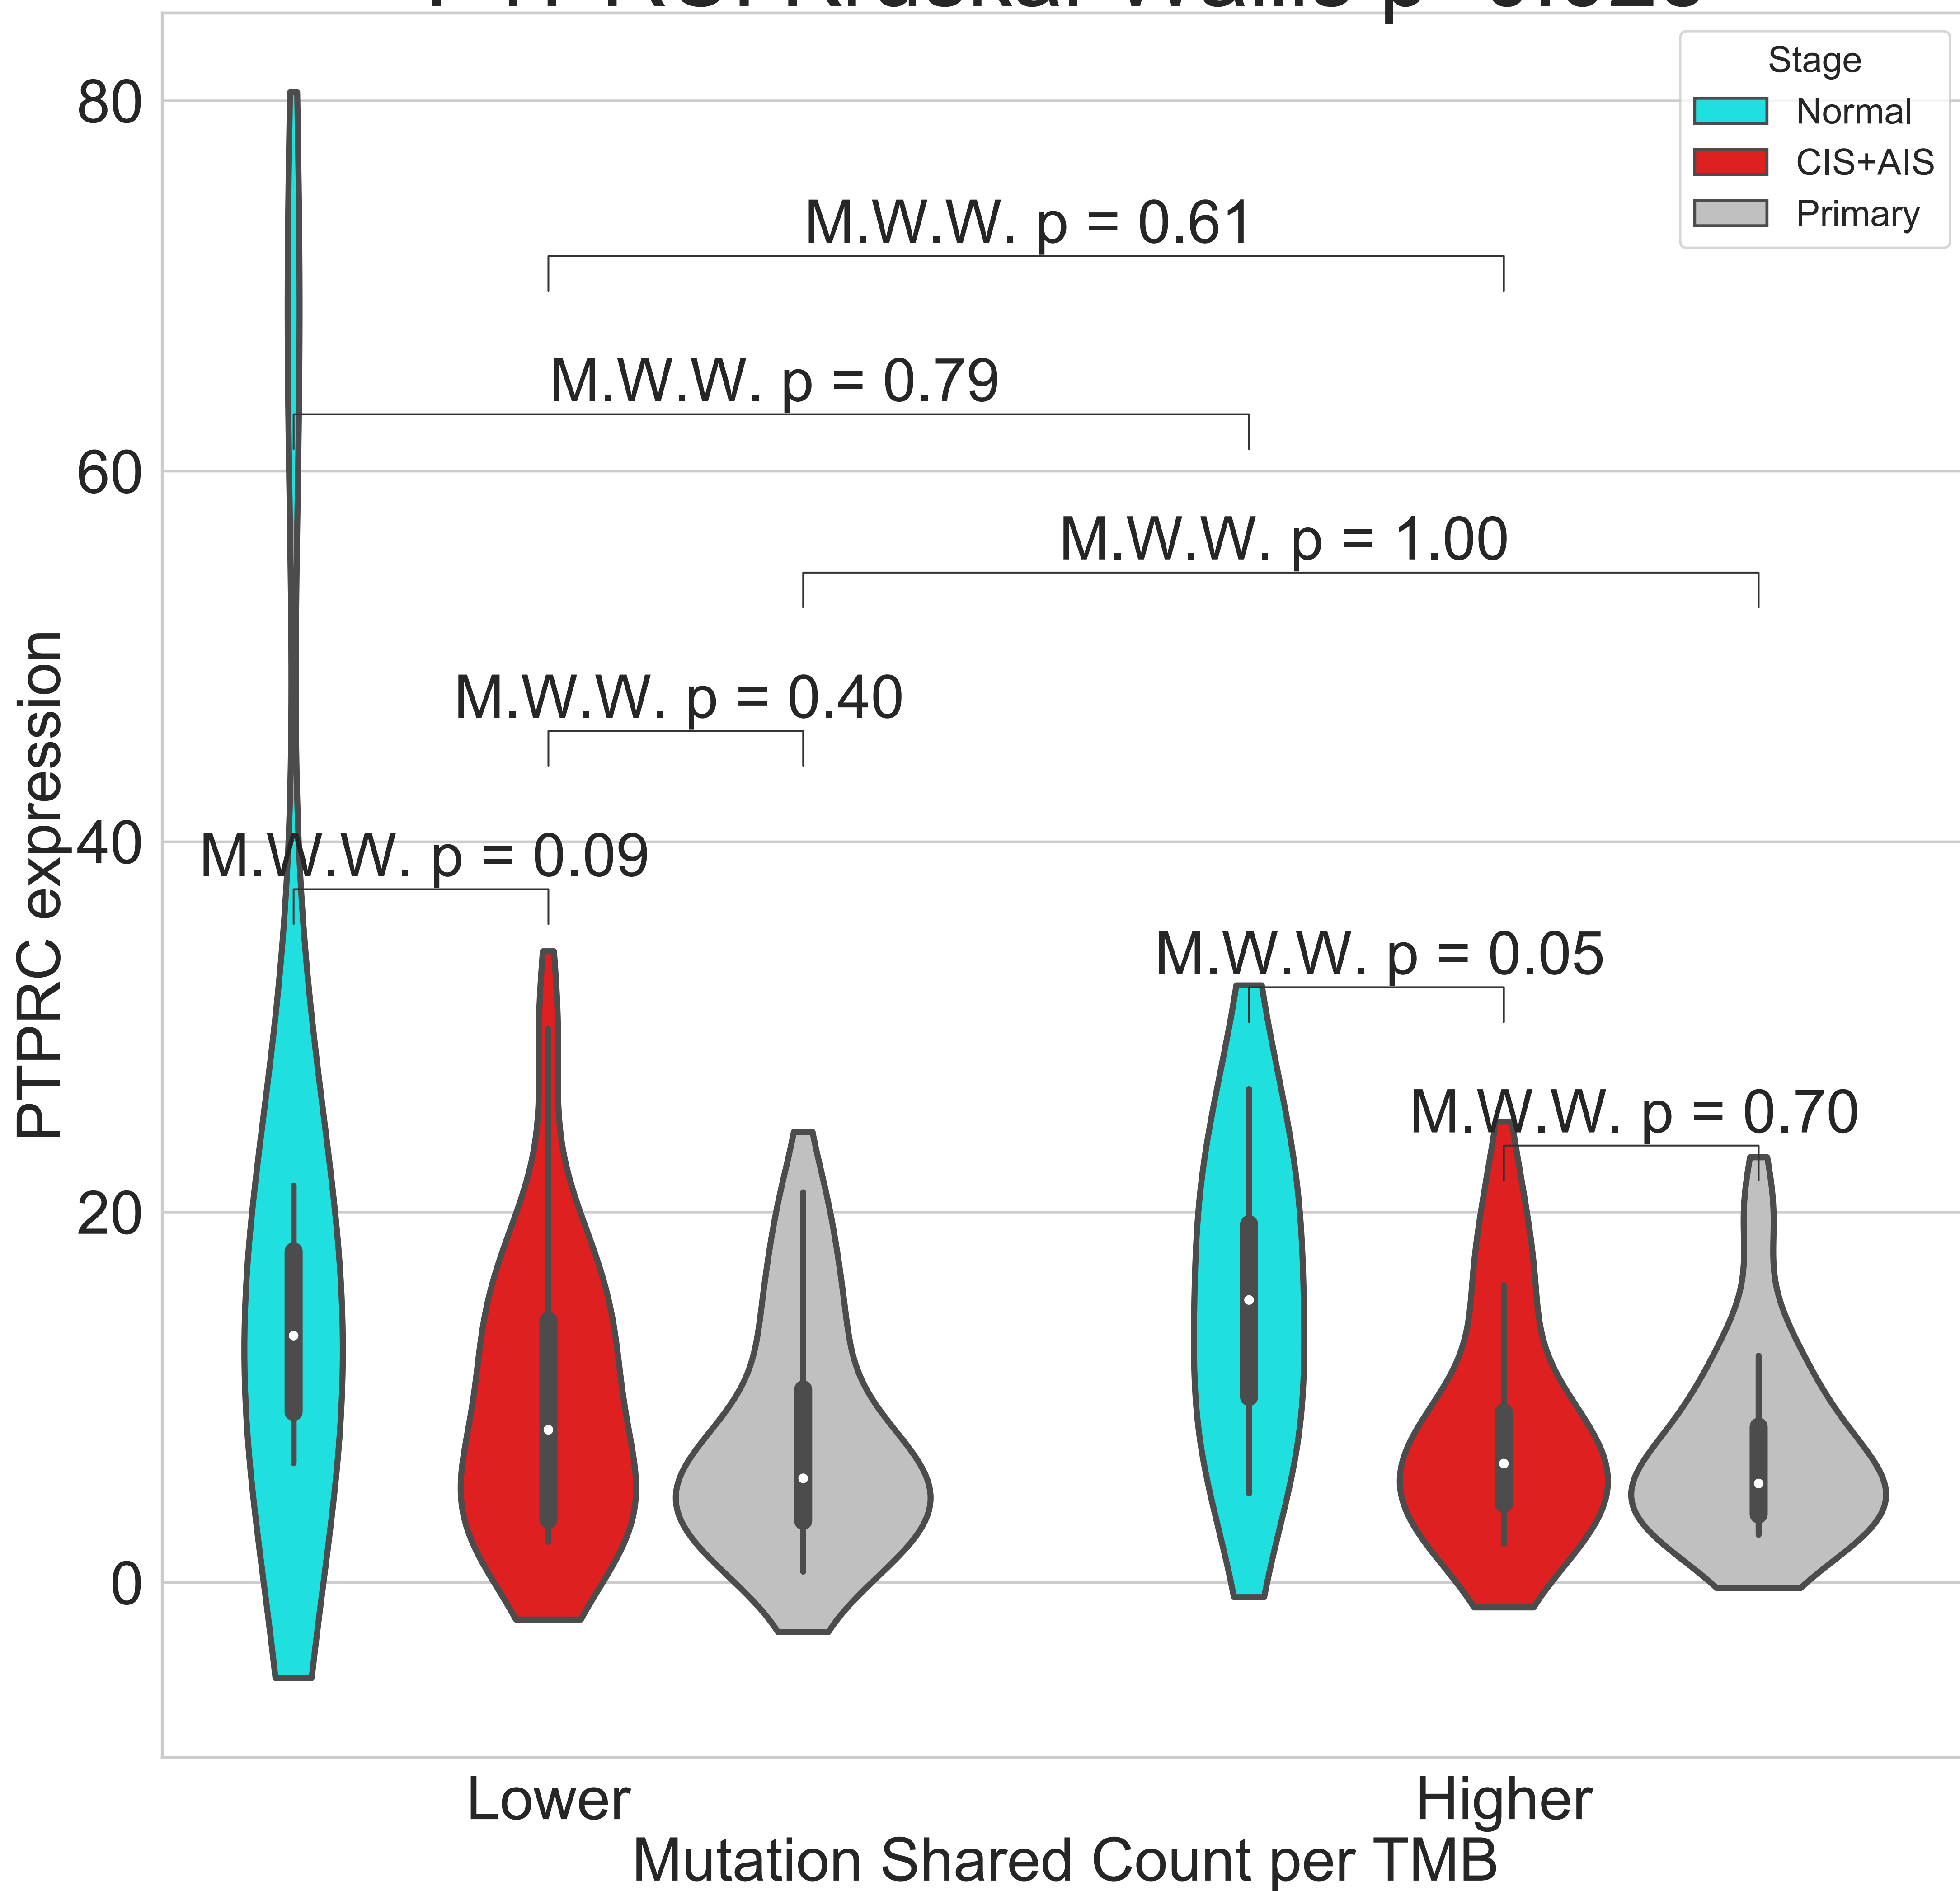 80
60
40
20
0
PTPRC expression
Stage
Normal
CIS+AIS
Primary
M.W.W. p = 0.61
M.W.W. p = 0.79
M.W.W. p = 1.00
M.W.W. p = 0.40
M.W.W. p = 0.09
M.W.W. p = 0.05
M.W.W. p = 0.70
Lower
Higher
Mutation Shared Count per TMB